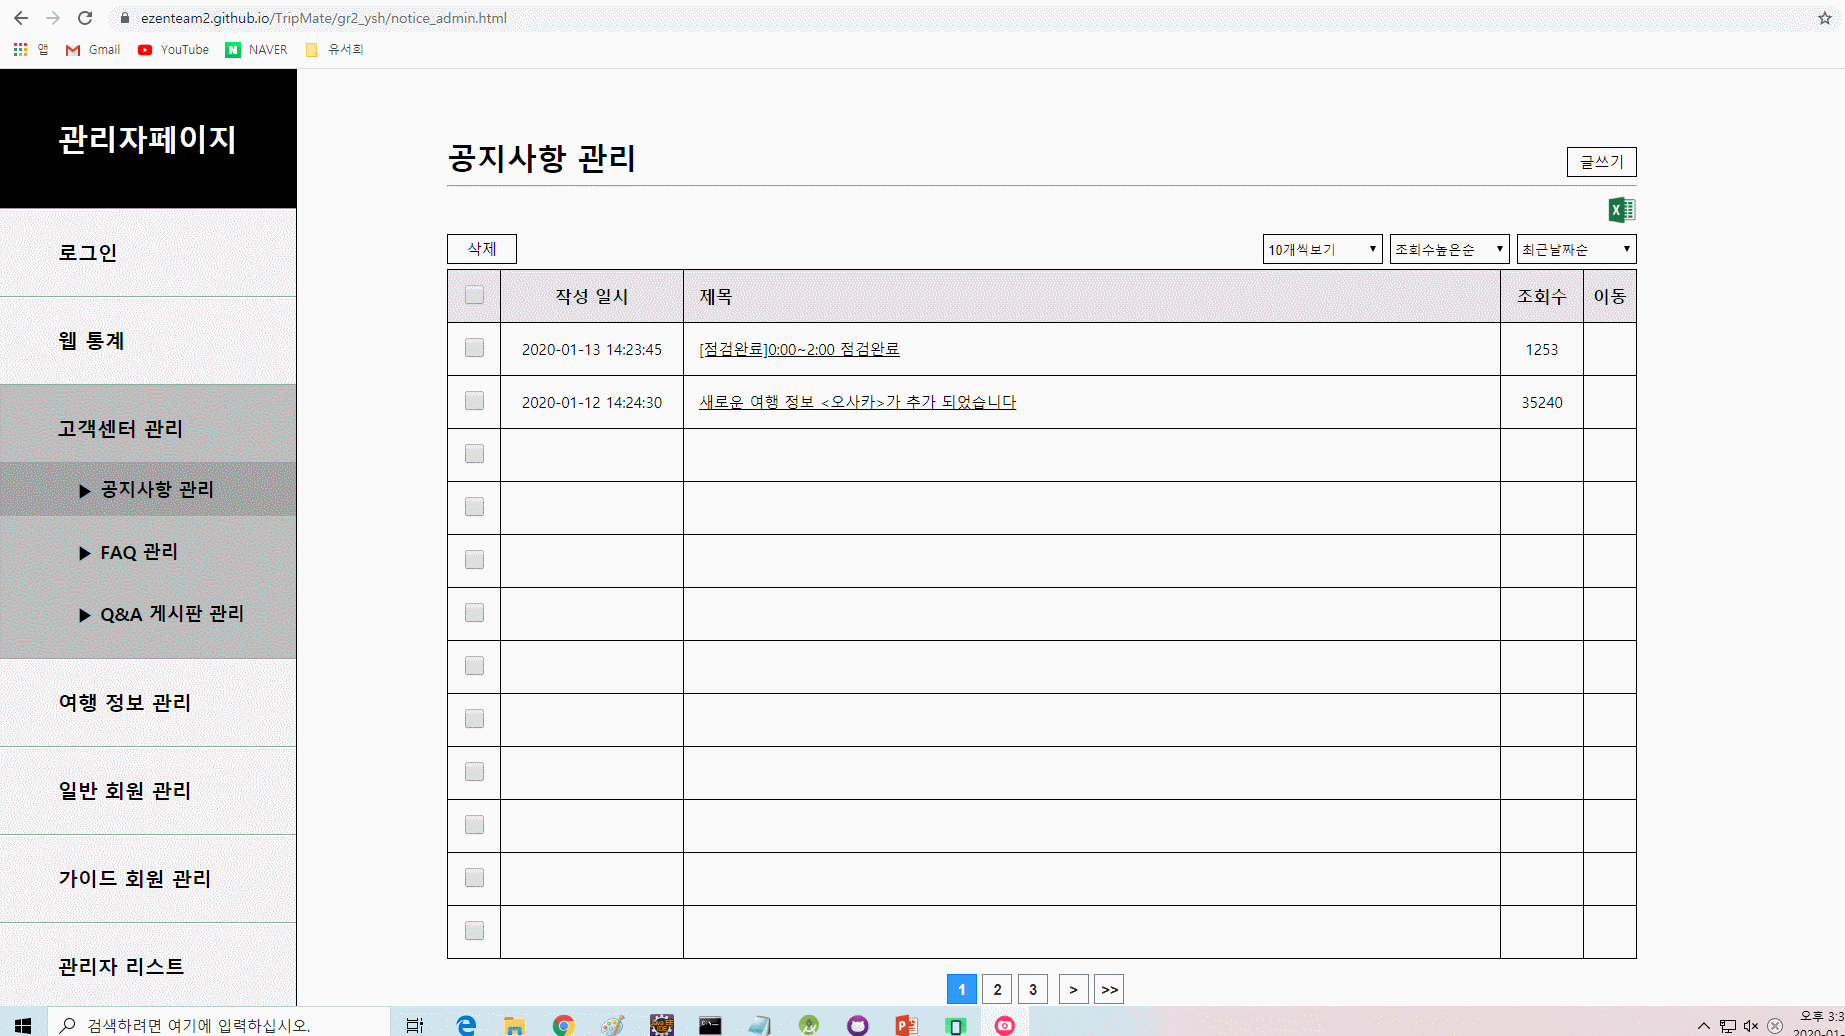 ezenteam2.github.io/TripMate/gr2_ysh/notice_admin.html
앱 Gmail YouTube NAVER 유서희
관리자페이지
로그인
웹 통계
고객센터 관리
▶ 공지사항 관리
▶ FAQ 관리
▶ Q&A 게시판 관리
여행 정보 관리
일반 회원 관리
가이드 회원 관리
관리자 리스트
공지사항 관리
글쓰기
삭제
10개씩보기 조회수높은순 최근날짜순
작성 일시 제목 조회수 이동
2020-01-13 14:23:45 [점검완료]0:00~2:00 점검완료 1253
2020-01-12 14:24:30 새로운 여행 정보 <오사카>가 추가 되었습니다 35240
1 2 3 > >>
검색하려면 여기에 입력하십시오.
오후 3:3